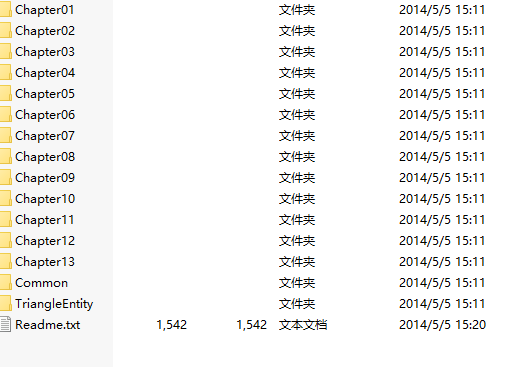 Chapter01 文件夹 2014/5/5 15:11
Chapter02 文件夹 2014/5/5 15:11
Chapter03 文件夹 2014/5/5 15:11
Chapter04 文件夹 2014/5/5 15:11
Chapter05 文件夹 2014/5/5 15:11
Chapter06 文件夹 2014/5/5 15:11
Chapter07 文件夹 2014/5/5 15:11
Chapter08 文件夹 2014/5/5 15:11
Chapter09 文件夹 2014/5/5 15:11
Chapter10 文件夹 2014/5/5 15:11
Chapter11 文件夹 2014/5/5 15:11
Chapter12 文件夹 2014/5/5 15:11
Chapter13 文件夹 2014/5/5 15:11
Common 文件夹 2014/5/5 15:11
TriangleEntity 文件夹 2014/5/5 15:11
Readme.txt 1,542 1,542 文本文档 2014/5/5 15:20